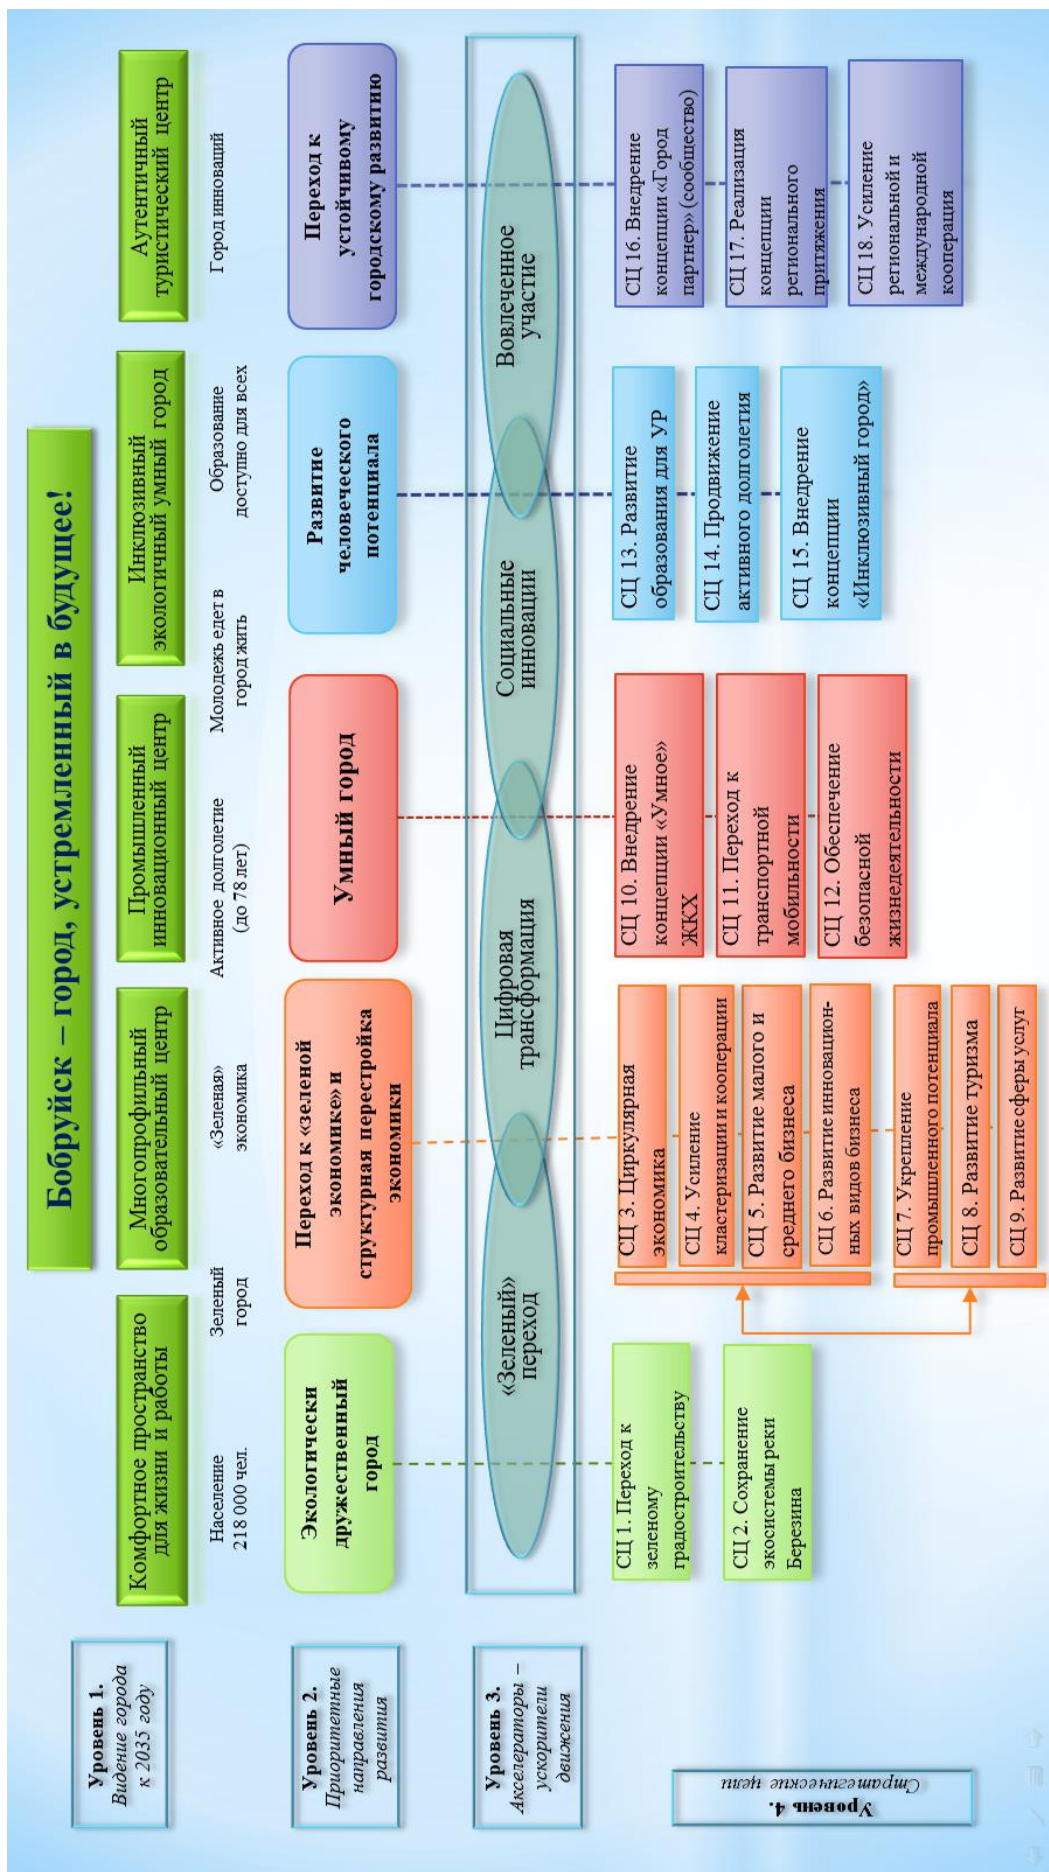 Бобруйск – город, устремленный в будущее!
Уровень 1.
Видение города
к 2035 году
Комфортное пространство
для жизни и работы
Многопрофильный
образовательный центр
Промышленный
инновационный центр
Инклюзивный
экологичный умный город
Аутентичный
туристический центр
Население
218 000 чел.
Зеленый
город
«Зеленая»
экономика
Активное долголетие
(до 78 лет)
Молодежь едет в
город жить
Образование
доступно для всех
Город инноваций
Уровень 2.
Приоритетные
направления
развития
Экологически
дружественный
город
Переход к «зеленой
экономике» и
структурная перестройка
экономики
Умный город
Развитие
человеческого
потенциала
Переход к
устойчивому
городскому развитию
Уровень 3.
Акселераторы –
ускорители
движения
«Зеленый»
переход
Цифровая
трансформация
Социальные
инновации
Вовлеченное
участие
Уровень 4.
Стратегические цели
СЦ 1. Переход к
зеленому
градостроительству
СЦ 2. Сохранение
экосистемы реки
Березина
СЦ 3. Циркулярная
экономика
СЦ 4. Усиление
кластеризации и кооперации
СЦ 5. Развитие малого и
среднего бизнеса
СЦ 6. Развитие инновацион-
ных видов бизнеса
СЦ 7. Укрепление
промышленного потенциала
СЦ 8. Развитие туризма
СЦ 9. Развитие сферы услуг
СЦ 10. Внедрение
концепции «Умное»
ЖКХ
СЦ 11. Переход к
транспортной
мобильности
СЦ 12. Обеспечение
безопасной
жизнедеятельности
СЦ 13. Развитие
образования для УР
СЦ 14. Продвижение
активного долголетия
СЦ 15. Внедрение
концепции
«Инклюзивный город»
СЦ 16. Внедрение
концепции «Город
партнер» (сообщество)
СЦ 17. Реализация
концепции
регионального
притяжения
СЦ 18. Усиление
региональной и
международной
кооперация